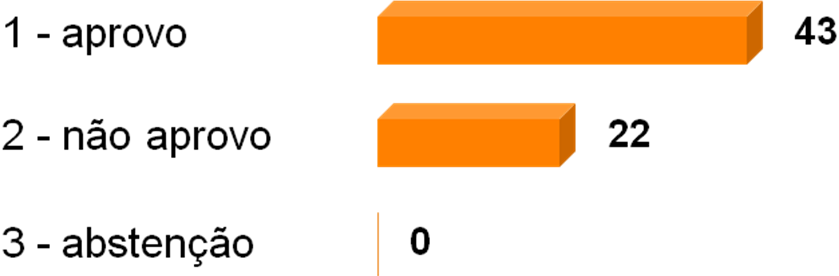 1 - aprovo 43
2 - não aprovo 22
3 - abstenção 0